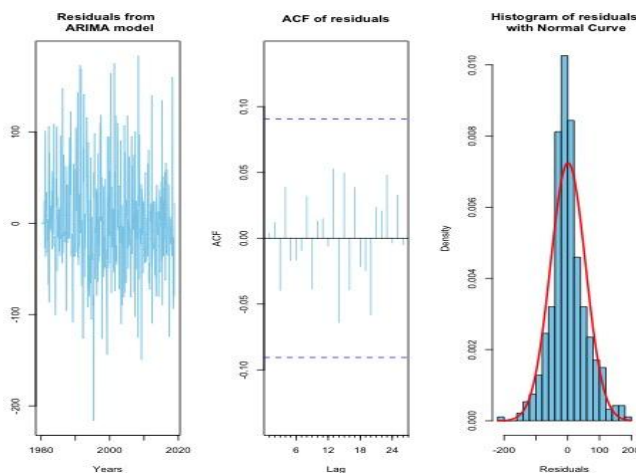 Residuals from
ARIMA model
100
0
-100
-200
1980
2000
2020
Years
ACF of residuals
ACF
0.10
0.05
0.00
-0.05
-0.10
6
12
18
24
Lag
Histogram of residuals
with Normal Curve
Density
0.010
0.008
0.006
0.004
0.002
0.000
-200
0
100
200
Residuals